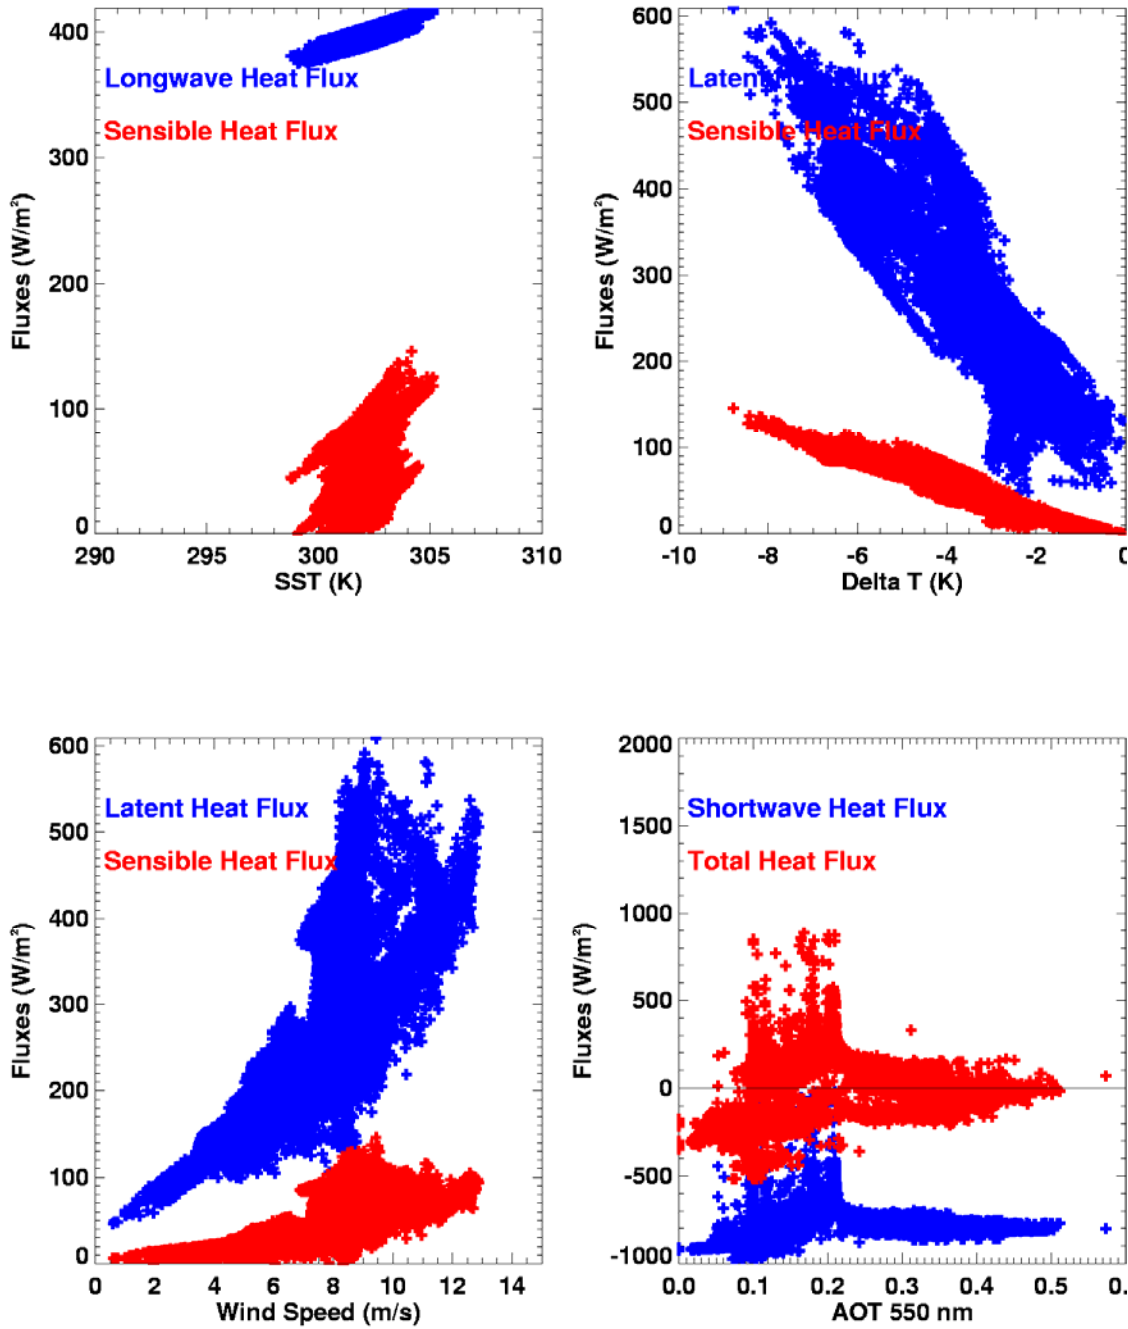 400
300
200
100
0
Fluxes (W/m²)
Longwave Heat Flux
Sensible Heat Flux
290 295 300 305 310
SST (K)
600
500
400
300
200
100
0
Fluxes (W/m²)
Latent Flux
Sensible Heat Flux
-10 -8 -6 -4 -2 0
Delta T (K)
600
500
400
300
200
100
0
Fluxes (W/m²)
Latent Heat Flux
Sensible Heat Flux
0 2 4 6 8 10 12 14
Wind Speed (m/s)
2000
1500
1000
500
0
-500
-1000
Fluxes (W/m²)
Shortwave Heat Flux
Total Heat Flux
0.0 0.1 0.2 0.3 0.4 0.5 0.
AOT 550 nm